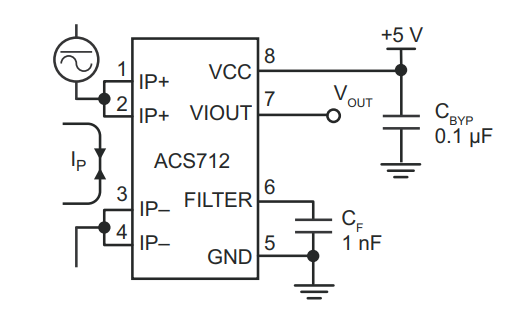 +5 V
8
1
IP+
VCC
2
IP+
7
VIOUT
VOUT
CBYP
0.1 µF
IP
ACS712
3
IP–
FILTER
6
CF
1 nF
4
IP–
5
GND